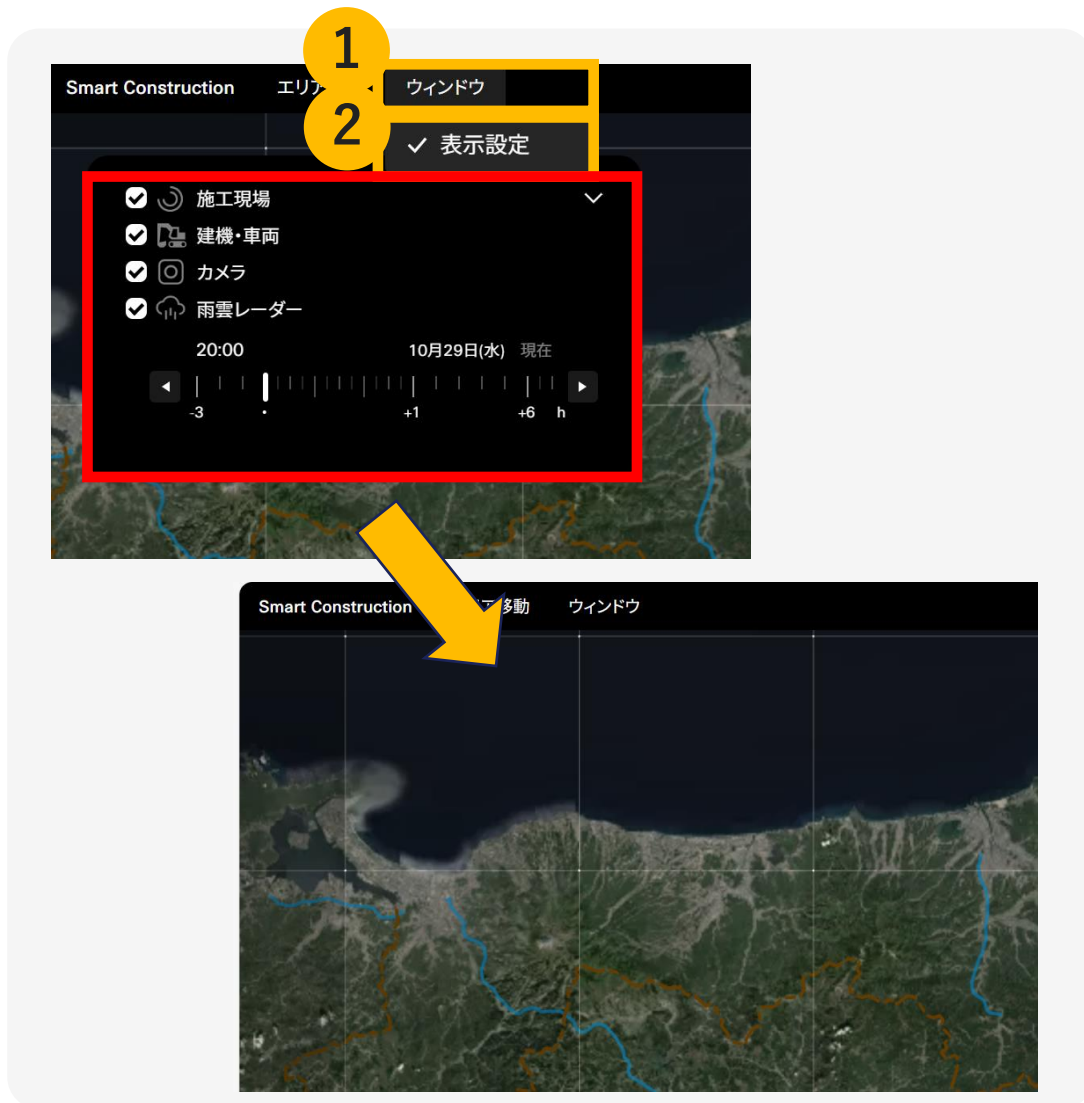 1
Smart Construction エリア ウィンドウ
2
表示設定
施工現場
建機・車両
カメラ
雨雲レーダー
20:00 10月29日(水) 現在
-3 +1 +6 h
Smart Construction 移動 ウィンドウ